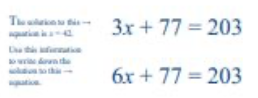 The solution to this →
equation is x = 42.
3x + 77 = 203
Use this information
to write down the
solution to this →
equation.
6x + 77 = 203